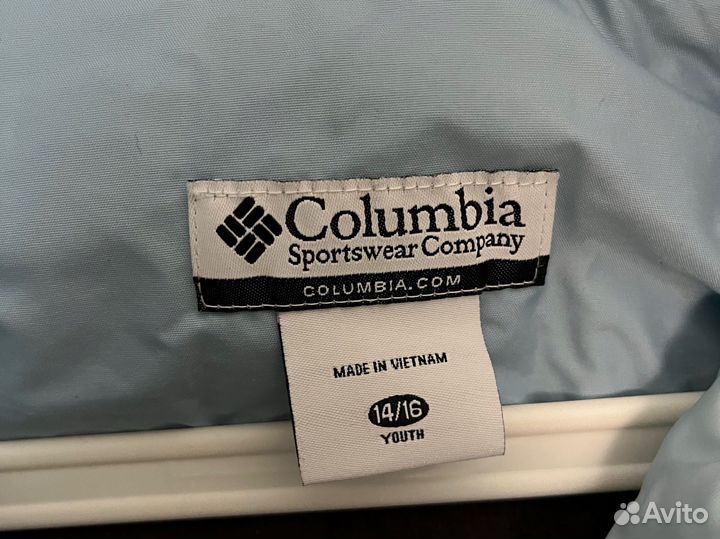 Columbia
Sportswear Company
COLUMBIA.COM
MADE IN VIETNAM
14/16
YOUTH
Avito